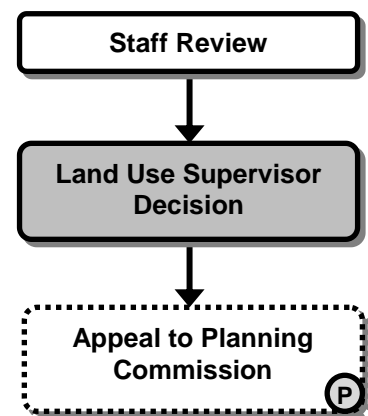 Staff Review
Land Use Supervisor
Decision
Appeal to Planning
Commission
P